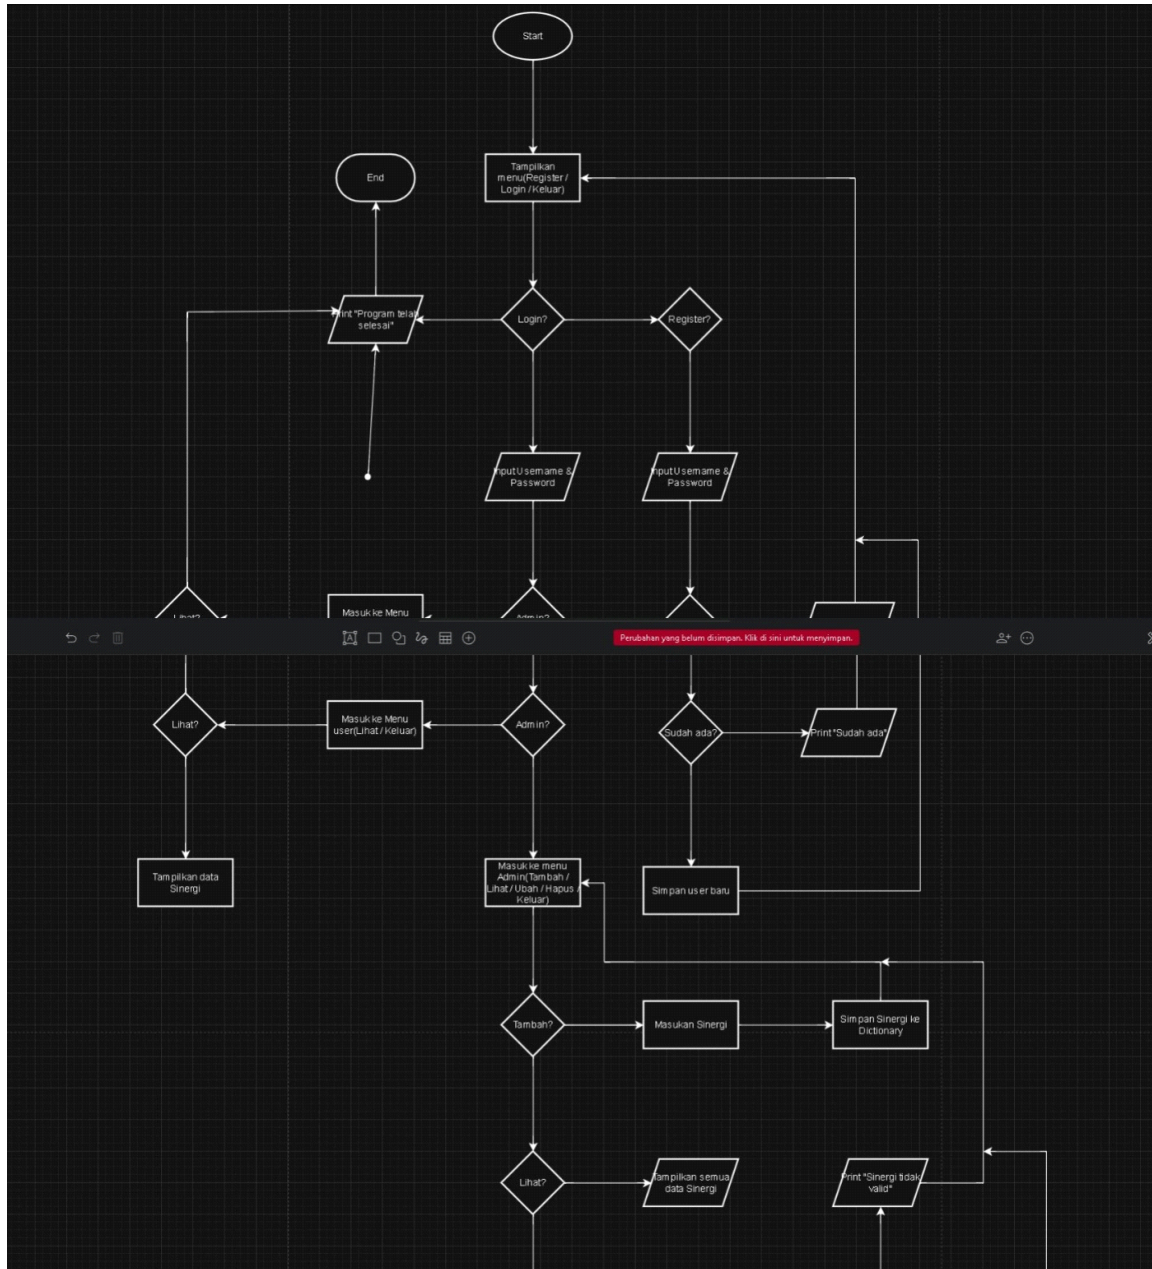 Start
End
Tampilkan
menu(Register /
Login / Keluar)
int "Program telah
selesai"
Login?
Register?
Input Username &
Password
Input Username &
Password
Lihat?
Masuk ke Menu
Admin?
Perubahan yang belum disimpan. Klik di sini untuk menyimpan.
Lihat?
Masuk ke Menu
user(Lihat / Keluar)
Admin?
Sudah ada?
Print "Sudah ada"
Tampilkan data
Sinergi
Masuk ke menu
Admin(Tambah /
Lihat / Ubah / Hapus /
Keluar)
Simpan user baru
Tambah?
Masukan Sinergi
Simpan Sinergi ke
Dictionary
Lihat?
Tampilkan semua
data Sinergi
Print "Sinergi tidak
valid"